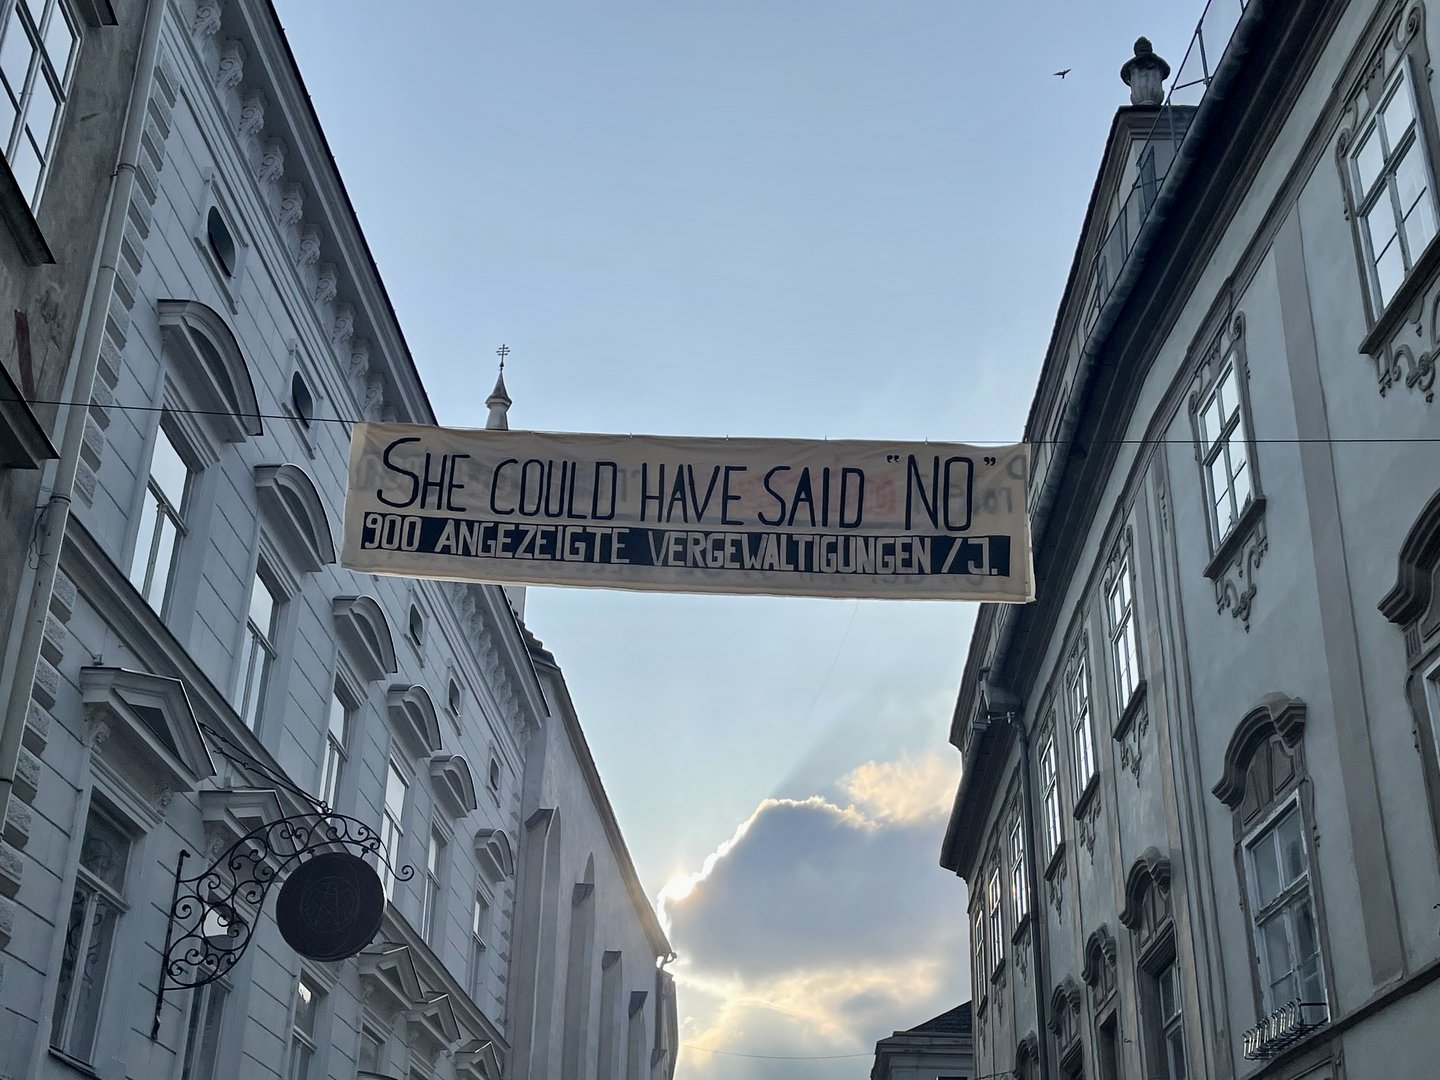 SHE COULD HAVE SAID "NO"
900 ANGEZEIGTE VERGEWALTIGUNGEN / J.